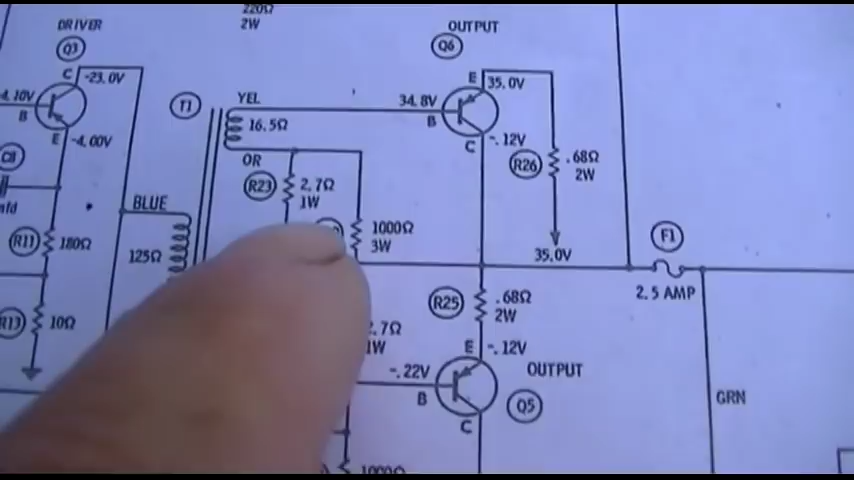 DRIVER
220Ω
2W
OUTPUT
Q3
Q6
C
-23.0V
E
35.0V
4.10V
T1
YEL
34.8V
B
B
16.5Ω
-4.00V
C
-.12V
E
OR
R26
.68Ω
2W
C8
R23
2.7Ω
1W
BLUE
1000Ω
3W
F1
R11
180Ω
125Ω
35.0V
2.5 AMP
R25
.68Ω
2W
R13
10Ω
2.7Ω
1W
E
-.12V
-.22V
OUTPUT
B
Q5
GRN
C
1000Ω